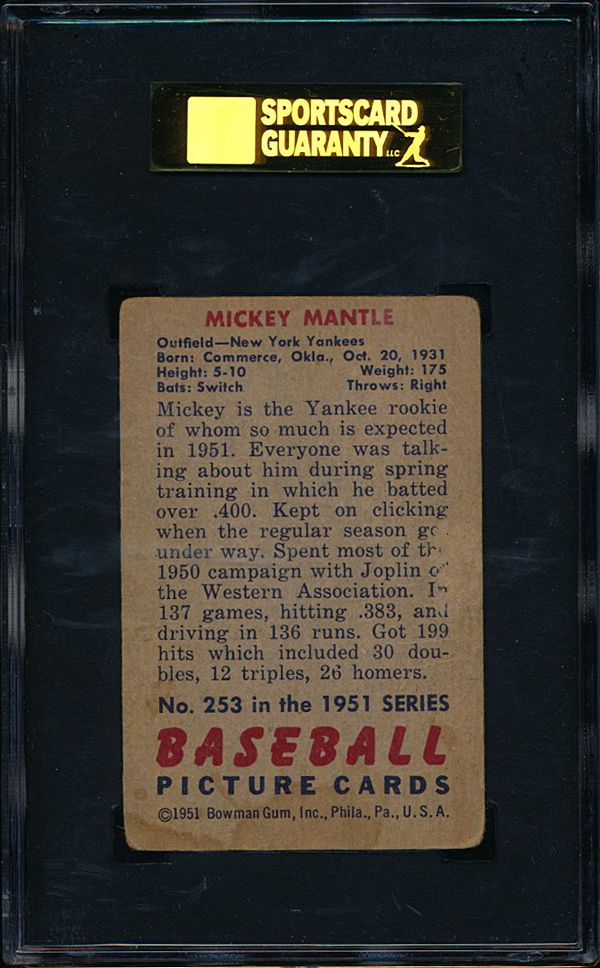 SPORTSCARD
GUARANTY LLC
MICKEY MANTLE
Outfield—New York Yankees
Born: Commerce, Okla., Oct. 20, 1931
Height: 5-10 Weight: 175
Bats: Switch Throws: Right
Mickey is the Yankee rookie
of whom so much is expected
in 1951. Everyone was talk-
ing about him during spring
training in which he batted
over .400. Kept on clicking
when the regular season
under way. Spent most of
1950 campaign with Joplin
the Western Association. In
137 games, hitting .383, and
driving in 136 runs. Got 199
hits which included 30 dou-
bles, 12 triples, 26 homers.
No. 253 in the 1951 SERIES
BASEBALL
PICTURE CARDS
©1951 Bowman Gum, Inc., Phila., Pa., U.S.A.